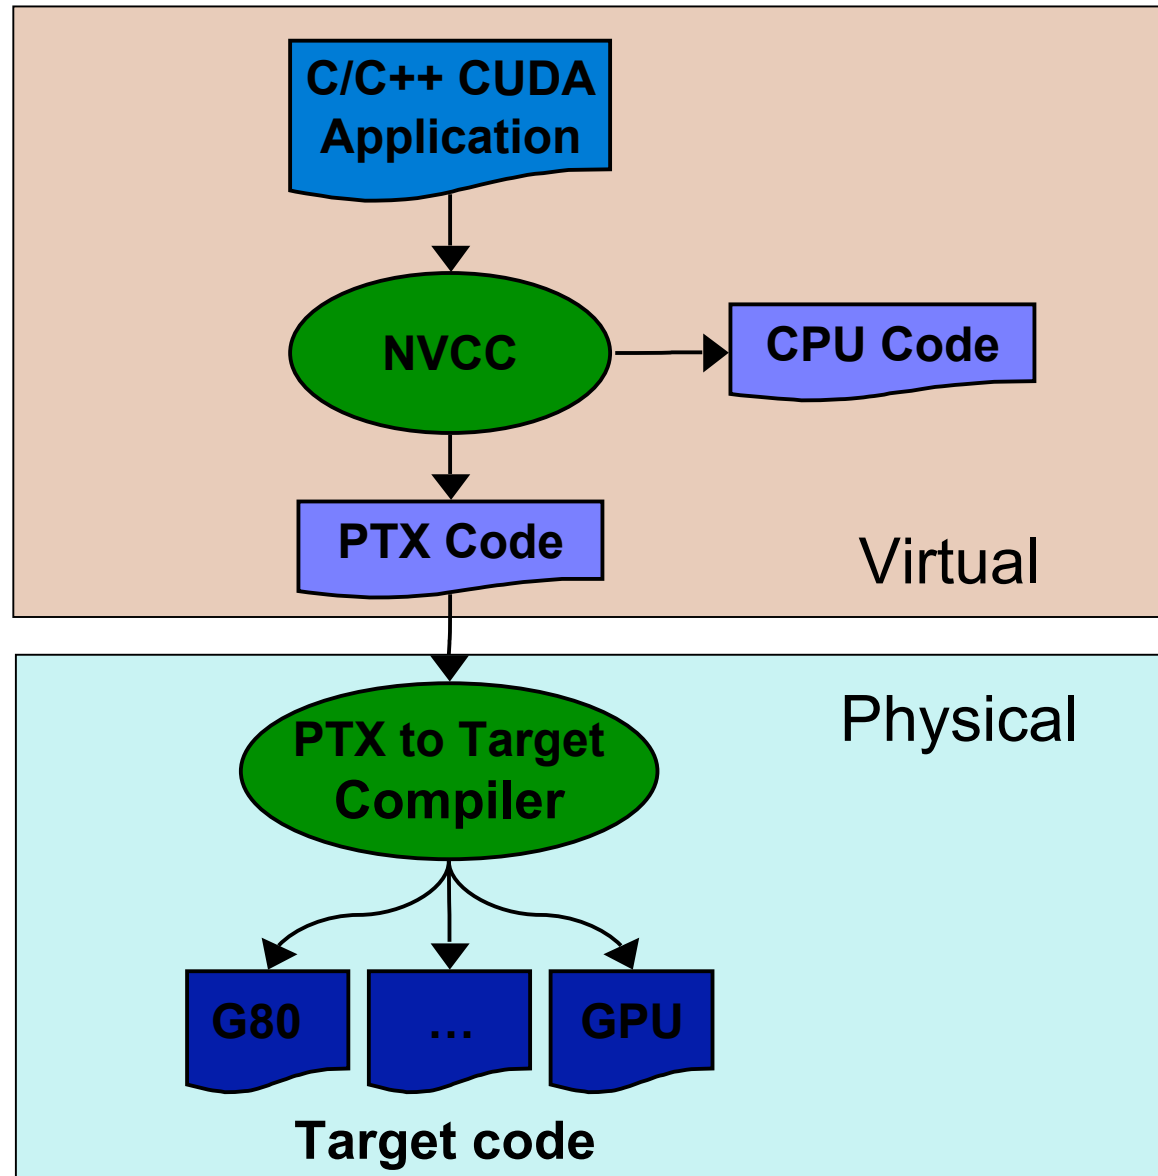 C/C++ CUDA
Application
NVCC
CPU Code
PTX Code
Virtual
Physical
PTX to Target
Compiler
G80
…
GPU
Target code